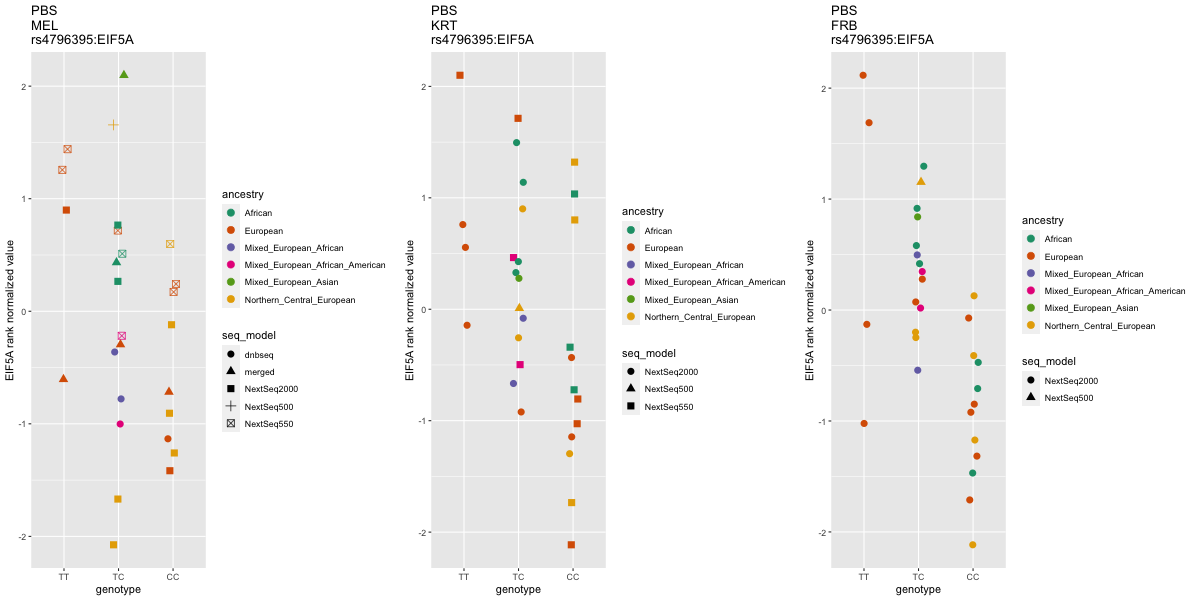 PBS
MEL
rs4796395:EIF5A
EIF5A rank normalized value
2
1
0
-1
-2
TT
TC
CC
genotype
ancestry
African
European
Mixed_European_African
Mixed_European_African_American
Mixed_European_Asian
Northern_Central_European
seq_model
dnbseq
merged
NextSeq2000
NextSeq500
NextSeq550
PBS
KRT
rs4796395:EIF5A
EIF5A rank normalized value
2
1
0
-1
-2
TT
TC
CC
genotype
ancestry
African
European
Mixed_European_African
Mixed_European_African_American
Mixed_European_Asian
Northern_Central_European
seq_model
NextSeq2000
NextSeq500
NextSeq550
PBS
FRB
rs4796395:EIF5A
EIF5A rank normalized value
2
1
0
-1
-2
TT
TC
CC
genotype
ancestry
African
European
Mixed_European_African
Mixed_European_African_American
Mixed_European_Asian
Northern_Central_European
seq_model
NextSeq2000
NextSeq500